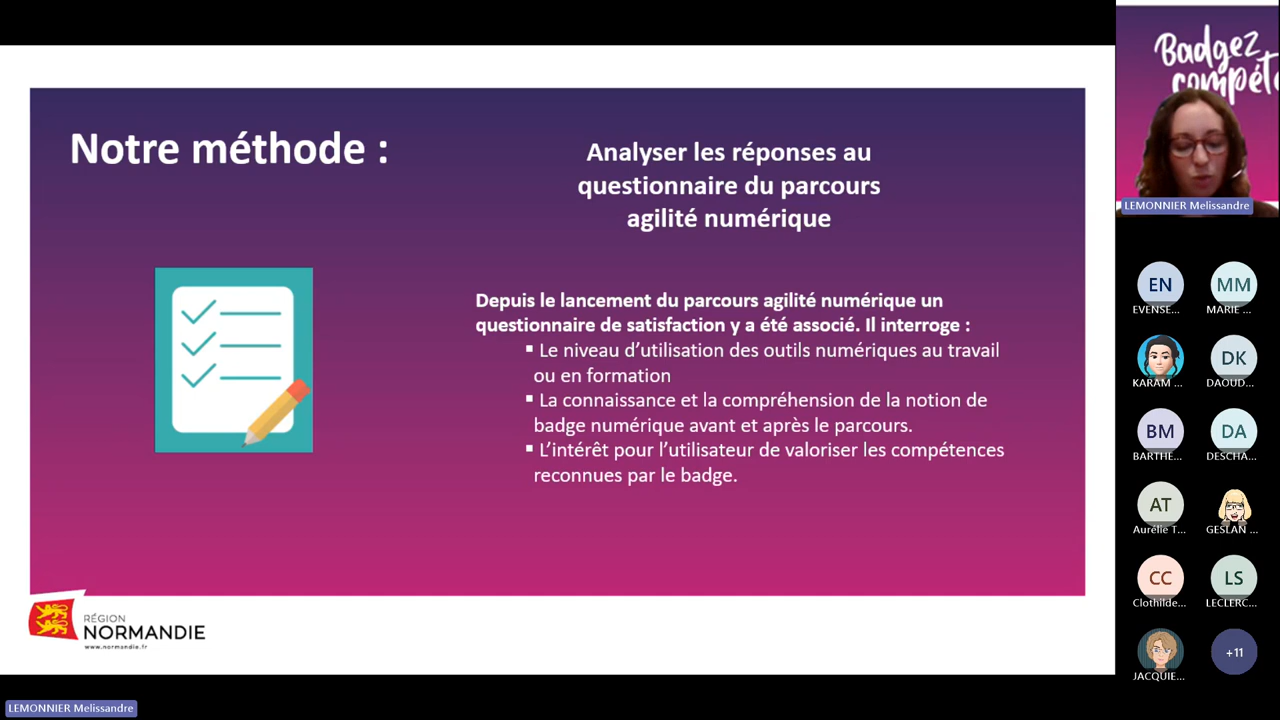 Notre méthode :
Analyser les réponses au
questionnaire du parcours
agilité numérique
Depuis le lancement du parcours agilité numérique un
questionnaire de satisfaction y a été associé. Il interroge :
▪ Le niveau d’utilisation des outils numériques au travail
ou en formation
▪ La connaissance et la compréhension de la notion de
badge numérique avant et après le parcours.
▪ L’intérêt pour l’utilisateur de valoriser les compétences
reconnues par le badge.
RÉGION
NORMANDIE
www.normandie.fr
LEMONNIER Melissandre
Badgez
compéte
LEMONNIER Melissandre
EN
MM
EVENSE...
MARIE ...
DK
KARAM ...
DAOUD...
BM
DA
BARTHE...
DESCHA...
AT
Aurélie T...
GESLAN ...
CC
LS
Clothilde...
LECLERC...
+11
JACQUIE...